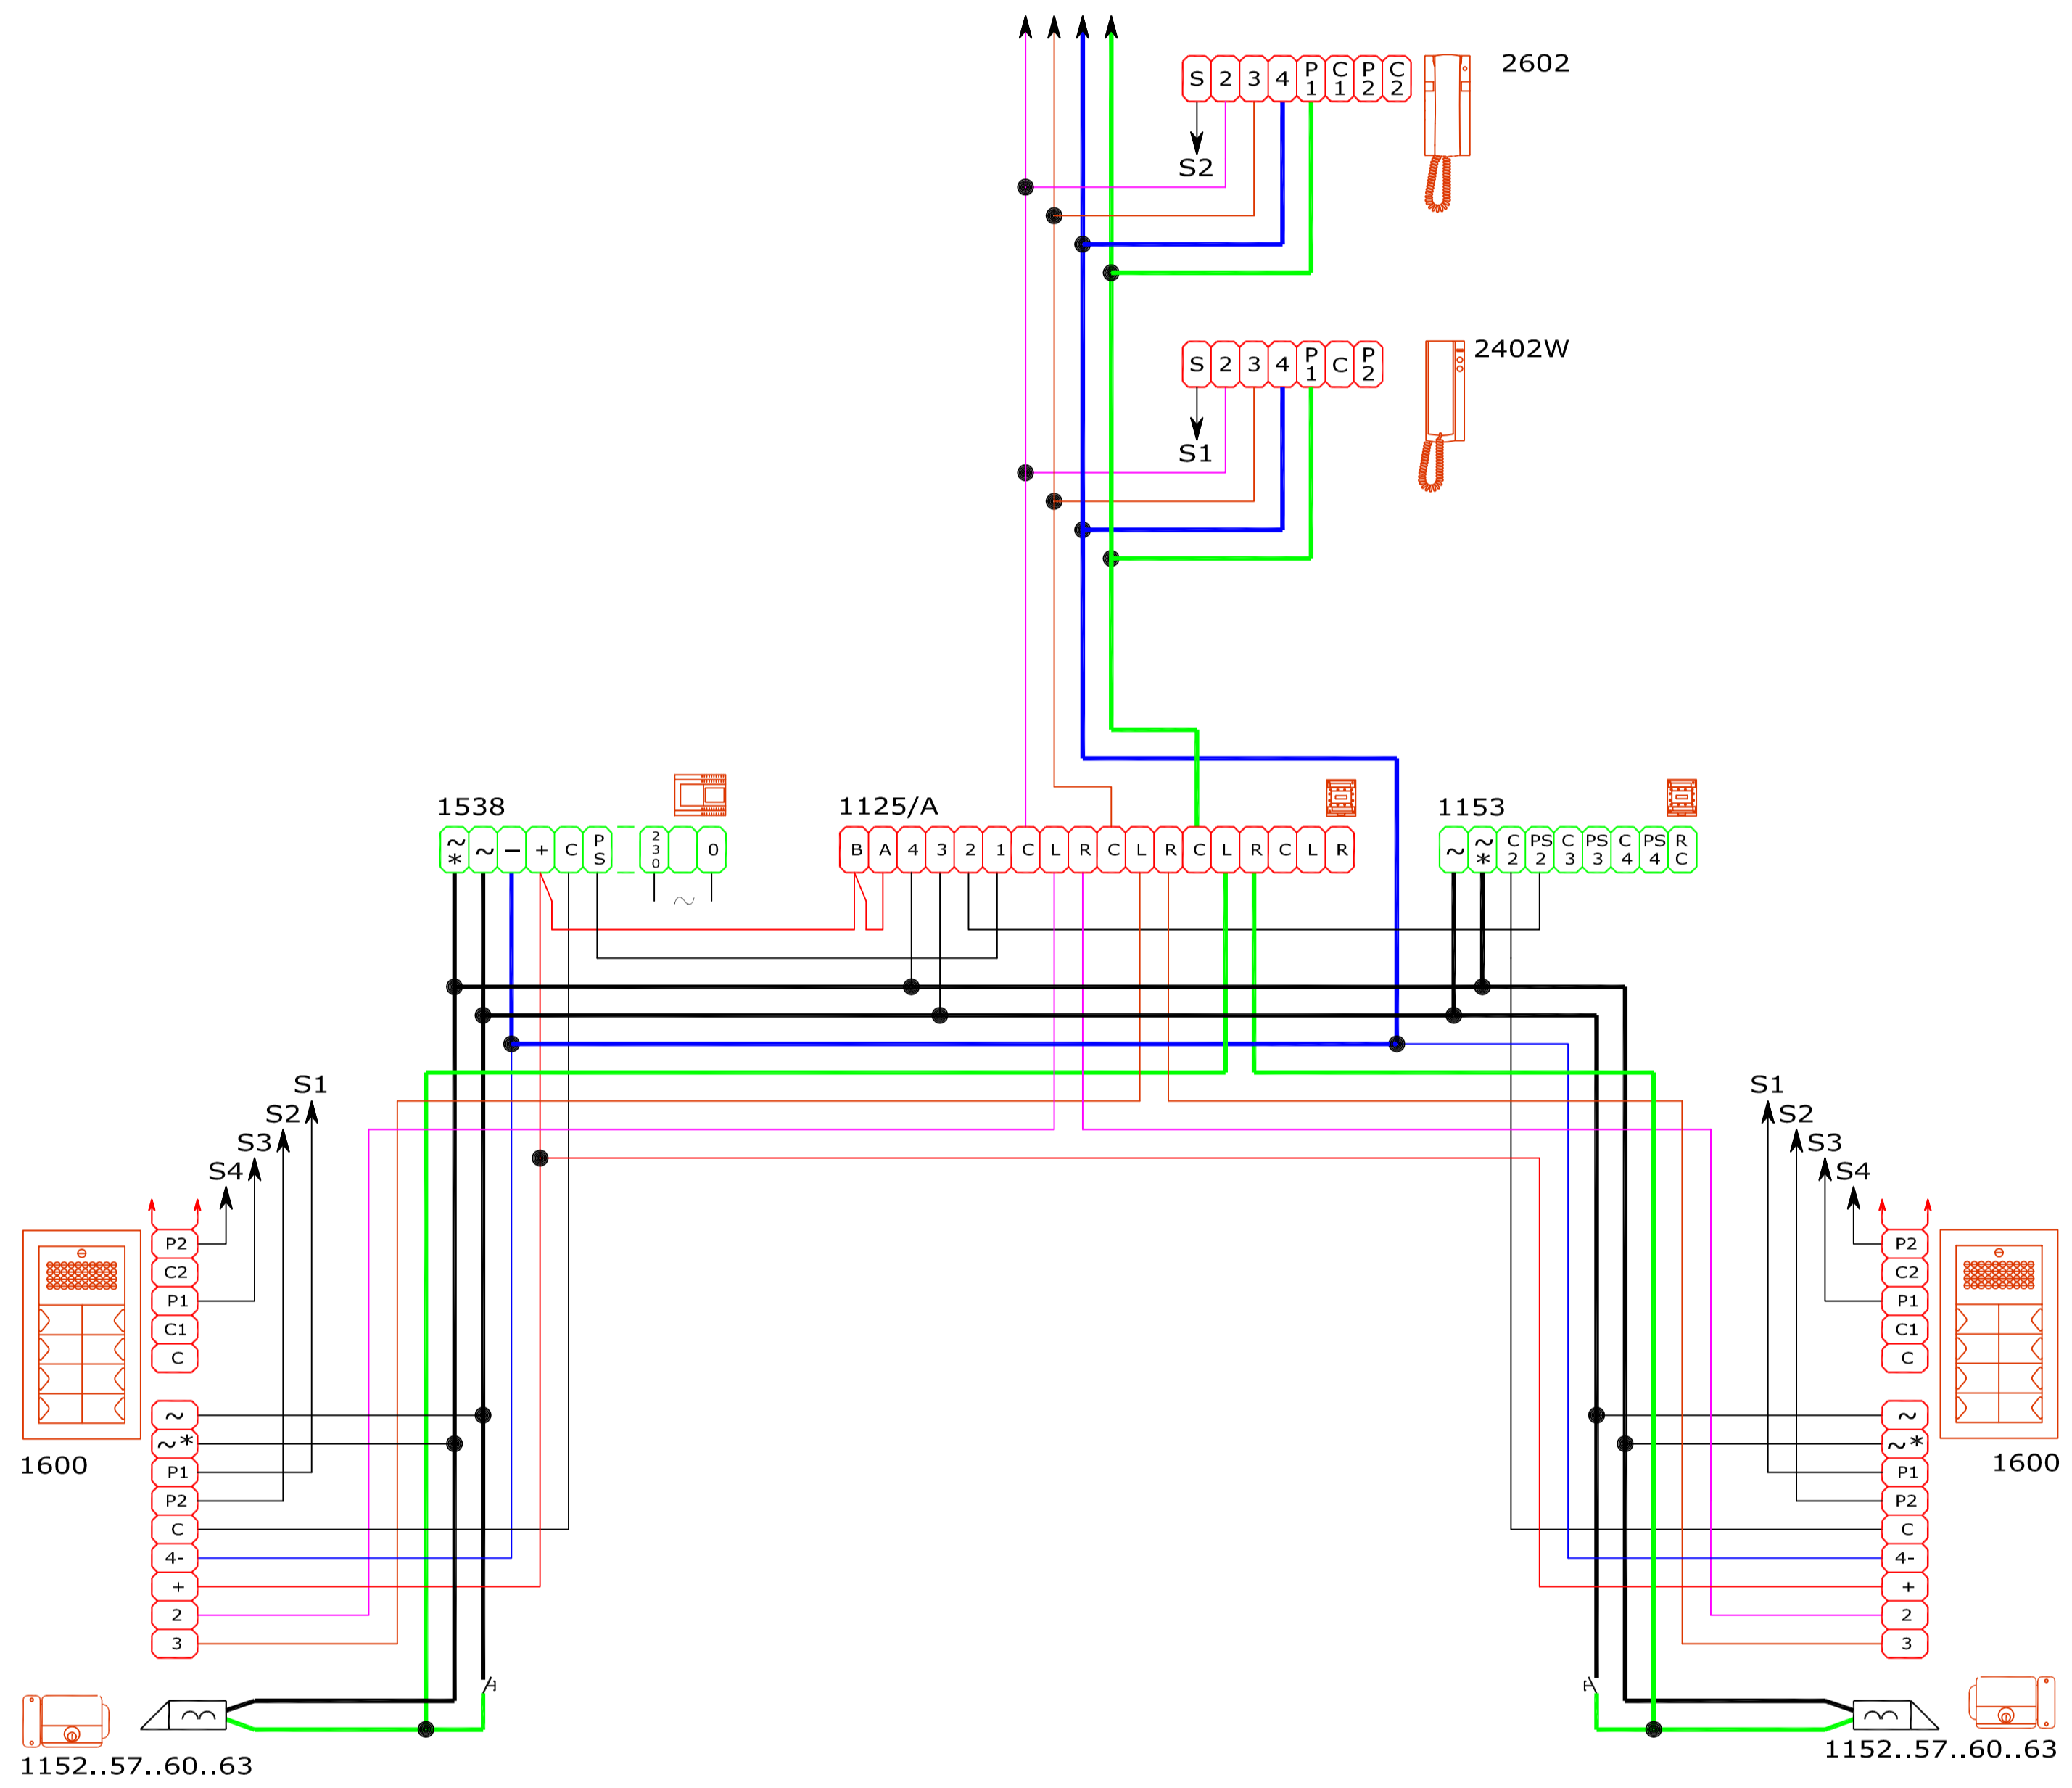 2602
S 2 3 4 P1 C1 P2 C2
S2
2402W
S 2 3 4 P1 C P2
S1
1538
~* ~ – + C PS 230 0
~
1125/A
B A 4 3 2 1 C L R C L R C L R C L R
1153
~ ~* C2 PS2 C3 PS3 C4 PS4 RC
S1
S2
S3
S4
P2
C2
P1
C1
C
~
~*
P1
P2
C
4-
+
2
3
1600
1152..57..60..63
S1
S2
S3
S4
P2
C2
P1
C1
C
~
~*
P1
P2
C
4-
+
2
3
1600
1152..57..60..63